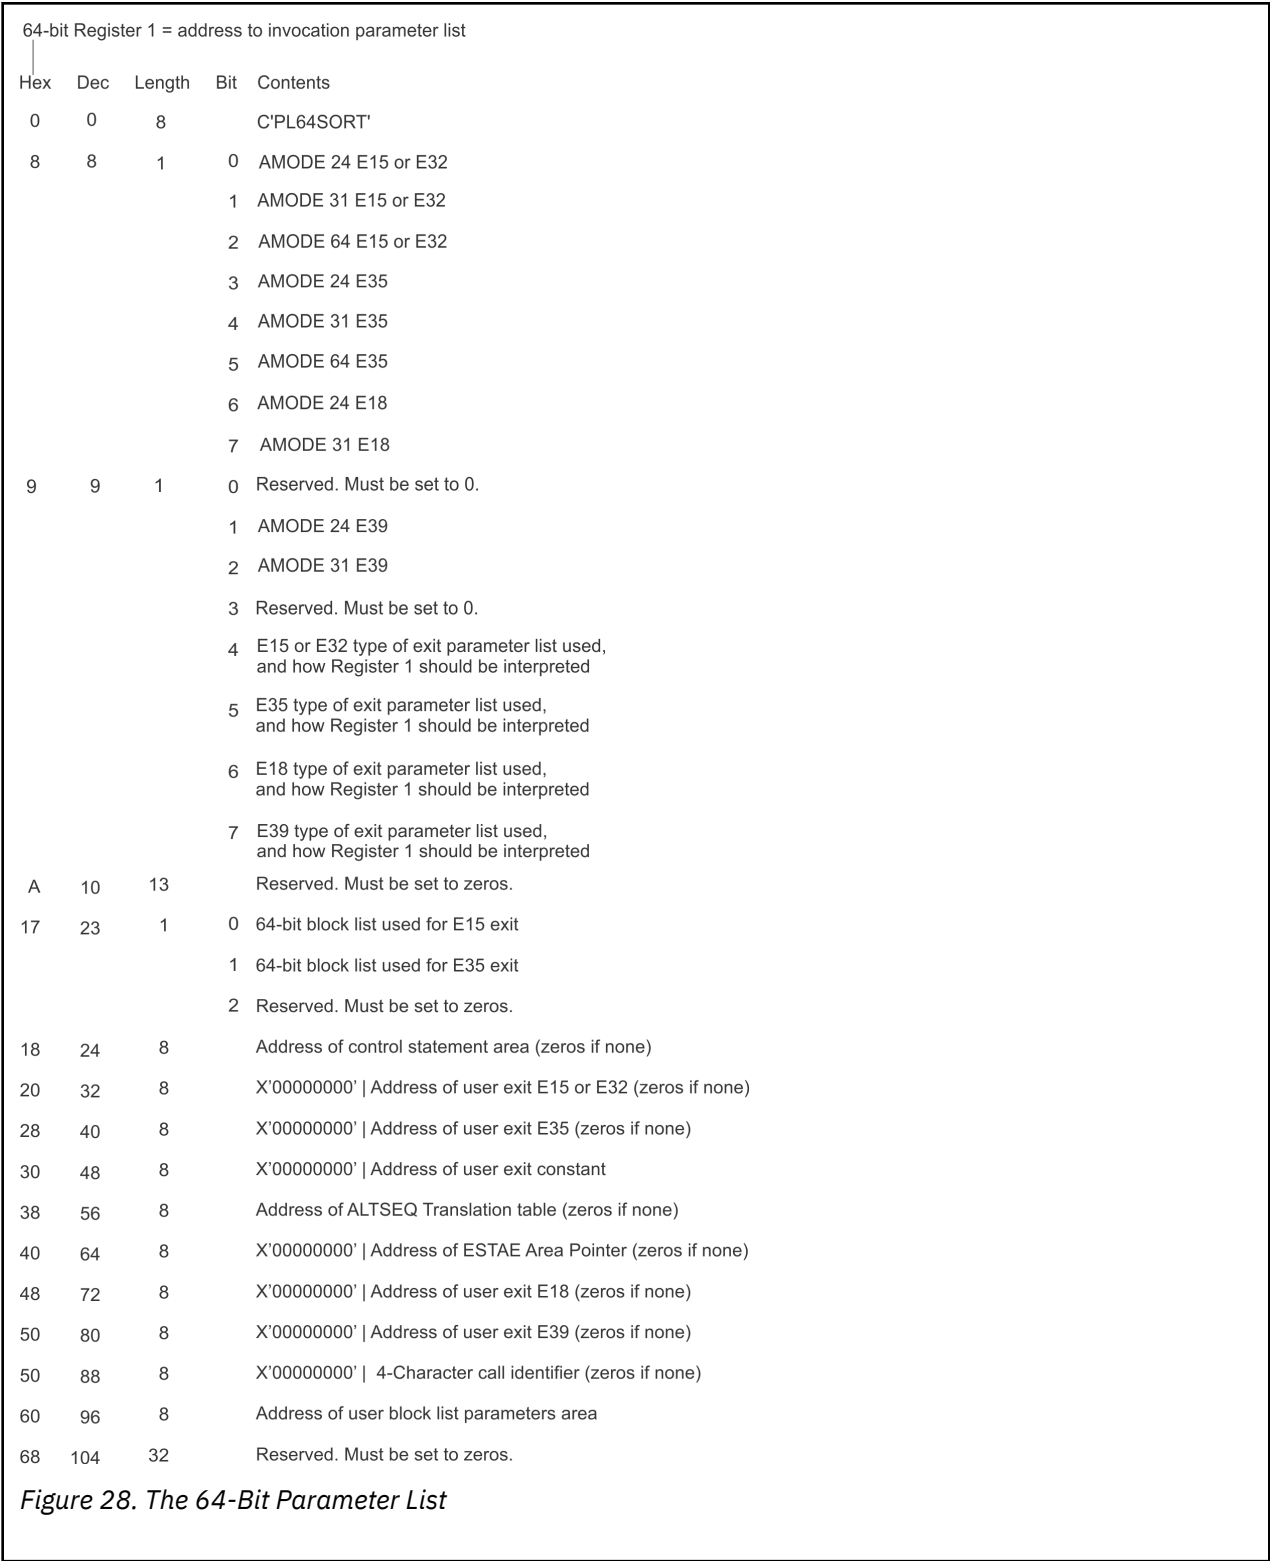 64-bit Register 1 = address to invocation parameter list
Hex Dec Length Bit Contents
0 0 8 C'PL64SORT'
8 8 1 0 AMODE 24 E15 or E32
1 AMODE 31 E15 or E32
2 AMODE 64 E15 or E32
3 AMODE 24 E35
4 AMODE 31 E35
5 AMODE 64 E35
6 AMODE 24 E18
7 AMODE 31 E18
9 9 1 0 Reserved. Must be set to 0.
1 AMODE 24 E39
2 AMODE 31 E39
3 Reserved. Must be set to 0.
4 E15 or E32 type of exit parameter list used,
and how Register 1 should be interpreted
5 E35 type of exit parameter list used,
and how Register 1 should be interpreted
6 E18 type of exit parameter list used,
and how Register 1 should be interpreted
7 E39 type of exit parameter list used,
and how Register 1 should be interpreted
A 10 13 Reserved. Must be set to zeros.
17 23 1 0 64-bit block list used for E15 exit
1 64-bit block list used for E35 exit
2 Reserved. Must be set to zeros.
18 24 8 Address of control statement area (zeros if none)
20 32 8 X'00000000' | Address of user exit E15 or E32 (zeros if none)
28 40 8 X'00000000' | Address of user exit E35 (zeros if none)
30 48 8 X'00000000' | Address of user exit constant
38 56 8 Address of ALTSEQ Translation table (zeros if none)
40 64 8 X'00000000' | Address of ESTAE Area Pointer (zeros if none)
48 72 8 X'00000000' | Address of user exit E18 (zeros if none)
50 80 8 X'00000000' | Address of user exit E39 (zeros if none)
50 88 8 X'00000000' | 4-Character call identifier (zeros if none)
60 96 8 Address of user block list parameters area
68 104 32 Reserved. Must be set to zeros.
Figure 28. The 64-Bit Parameter List